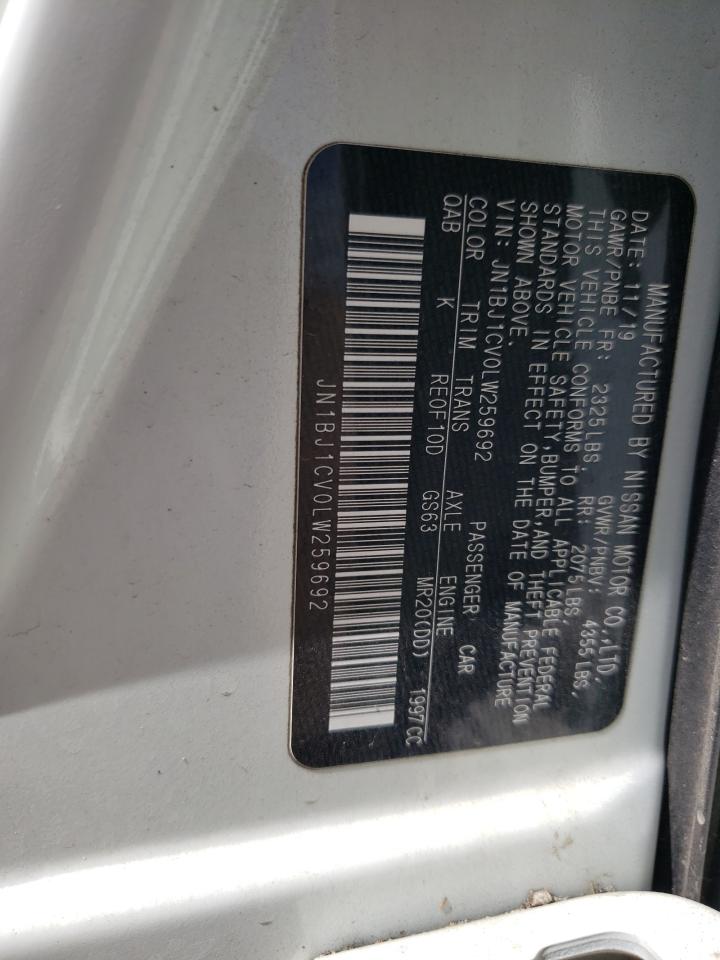 MANUFACTURED BY NISSAN MOTOR CO.,LTD.
DATE: 11/19 GVWR/PNBV: 4355LBS.
GAWR/PNBE FR: 2325LBS. RR: 2075LBS.
THIS VEHICLE CONFORMS TO ALL APPLICABLE FEDERAL
MOTOR VEHICLE SAFETY,BUMPER,AND THEFT PREVENTION
STANDARDS IN EFFECT ON THE DATE OF MANUFACTURE
SHOWN ABOVE.
VIN: JN1BJ1CV0LW259692 PASSENGER CAR
COLOR TRIM TRANS AXLE ENGINE
QAB K RE0F10D GS63 MR20(DD) 1997CC
JN1BJ1CV0LW259692